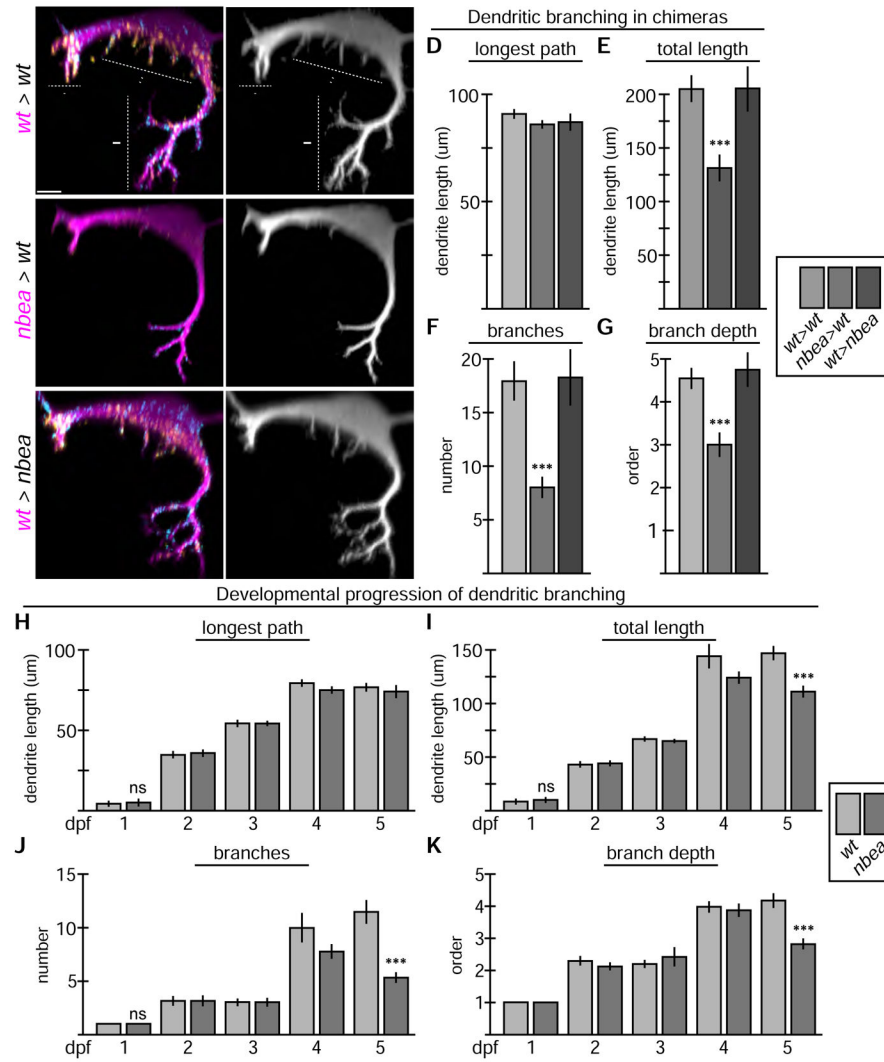 Dendritic branching in chimeras
wt > wt
nbea > wt
wt > nbea
D
longest path
dendrite length (um)
100
50
E
total length
dendrite length (um)
200
150
100
50
F
branches
number
20
15
10
5
***
G
branch depth
order
5
4
3
2
1
***
***
wt>wt
nbea>wt
wt>nbea
Developmental progression of dendritic branching
H
longest path
dendrite length (um)
100
50
ns
dpf 1 2 3 4 5
I
total length
dendrite length (um)
150
100
50
ns
***
dpf 1 2 3 4 5
wt
nbea
J
branches
number
15
10
5
ns
***
dpf 1 2 3 4 5
K
branch depth
order
4
3
2
1
***
dpf 1 2 3 4 5